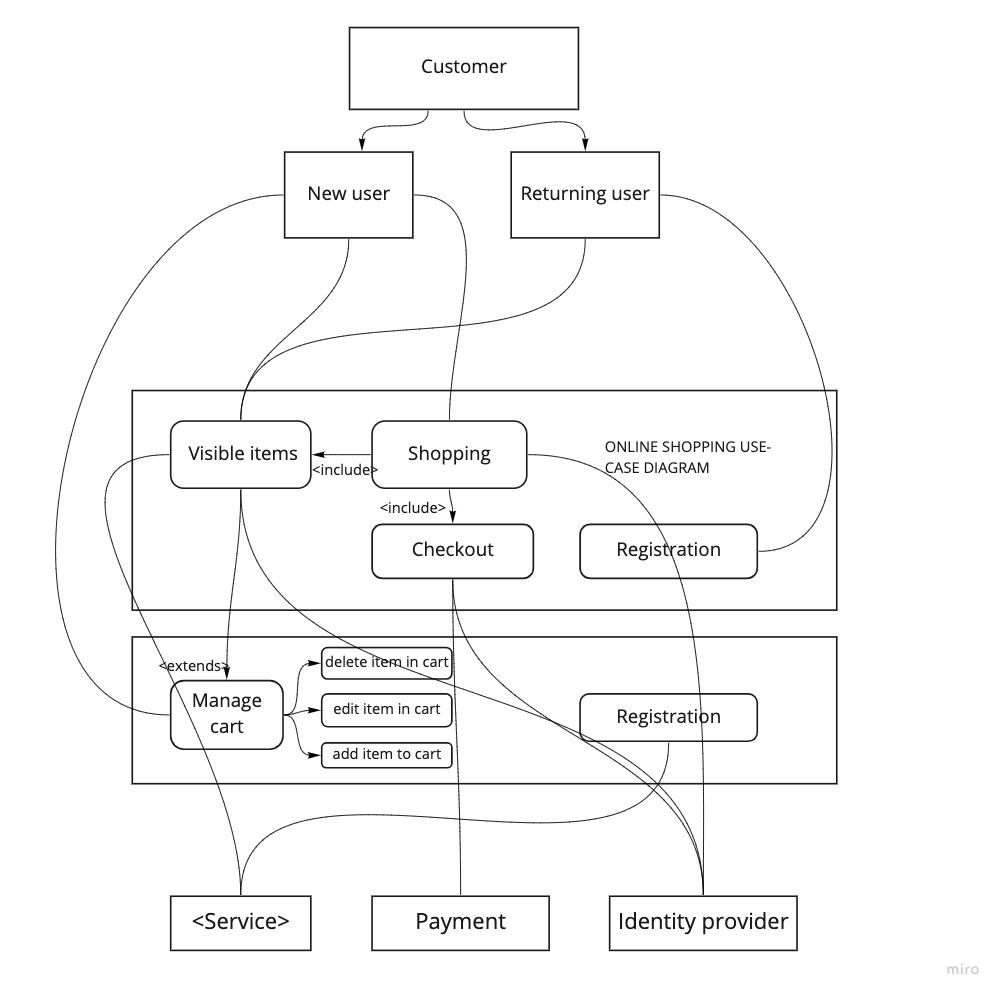 Customer
New user
Returning user
Visible items
<include>
Shopping
ONLINE SHOPPING USE-
CASE DIAGRAM
<include>
Checkout
Registration
<extends>
Manage
cart
delete item in cart
edit item in cart
add item to cart
Registration
<Service>
Payment
Identity provider
miro